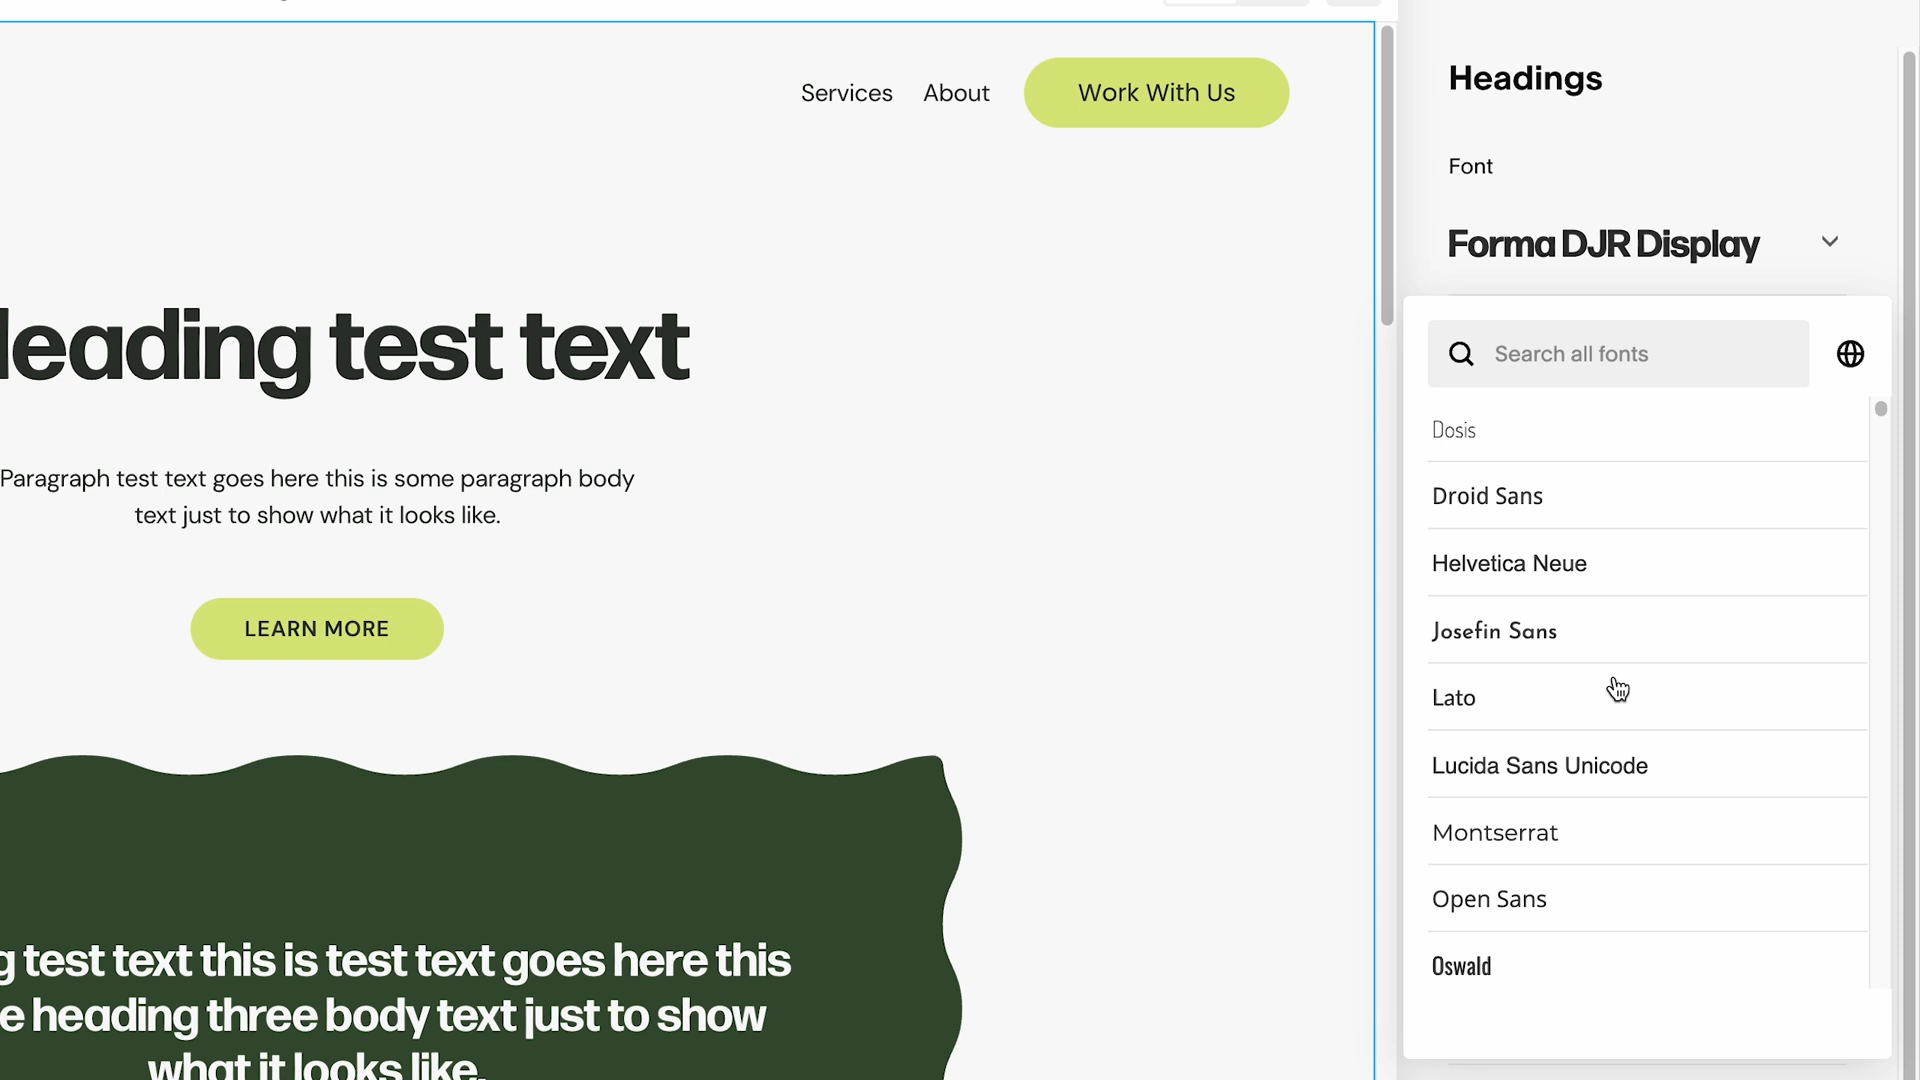 Services About Work With Us
eading test text
Paragraph test text goes here this is some paragraph body
text just to show what it looks like.
LEARN MORE
g test text this is test text goes here this
e heading three body text just to show
what it looks like.
Headings
Font
Forma DJR Display
Search all fonts
Dosis
Droid Sans
Helvetica Neue
Josefin Sans
Lato
Lucida Sans Unicode
Montserrat
Open Sans
Oswald